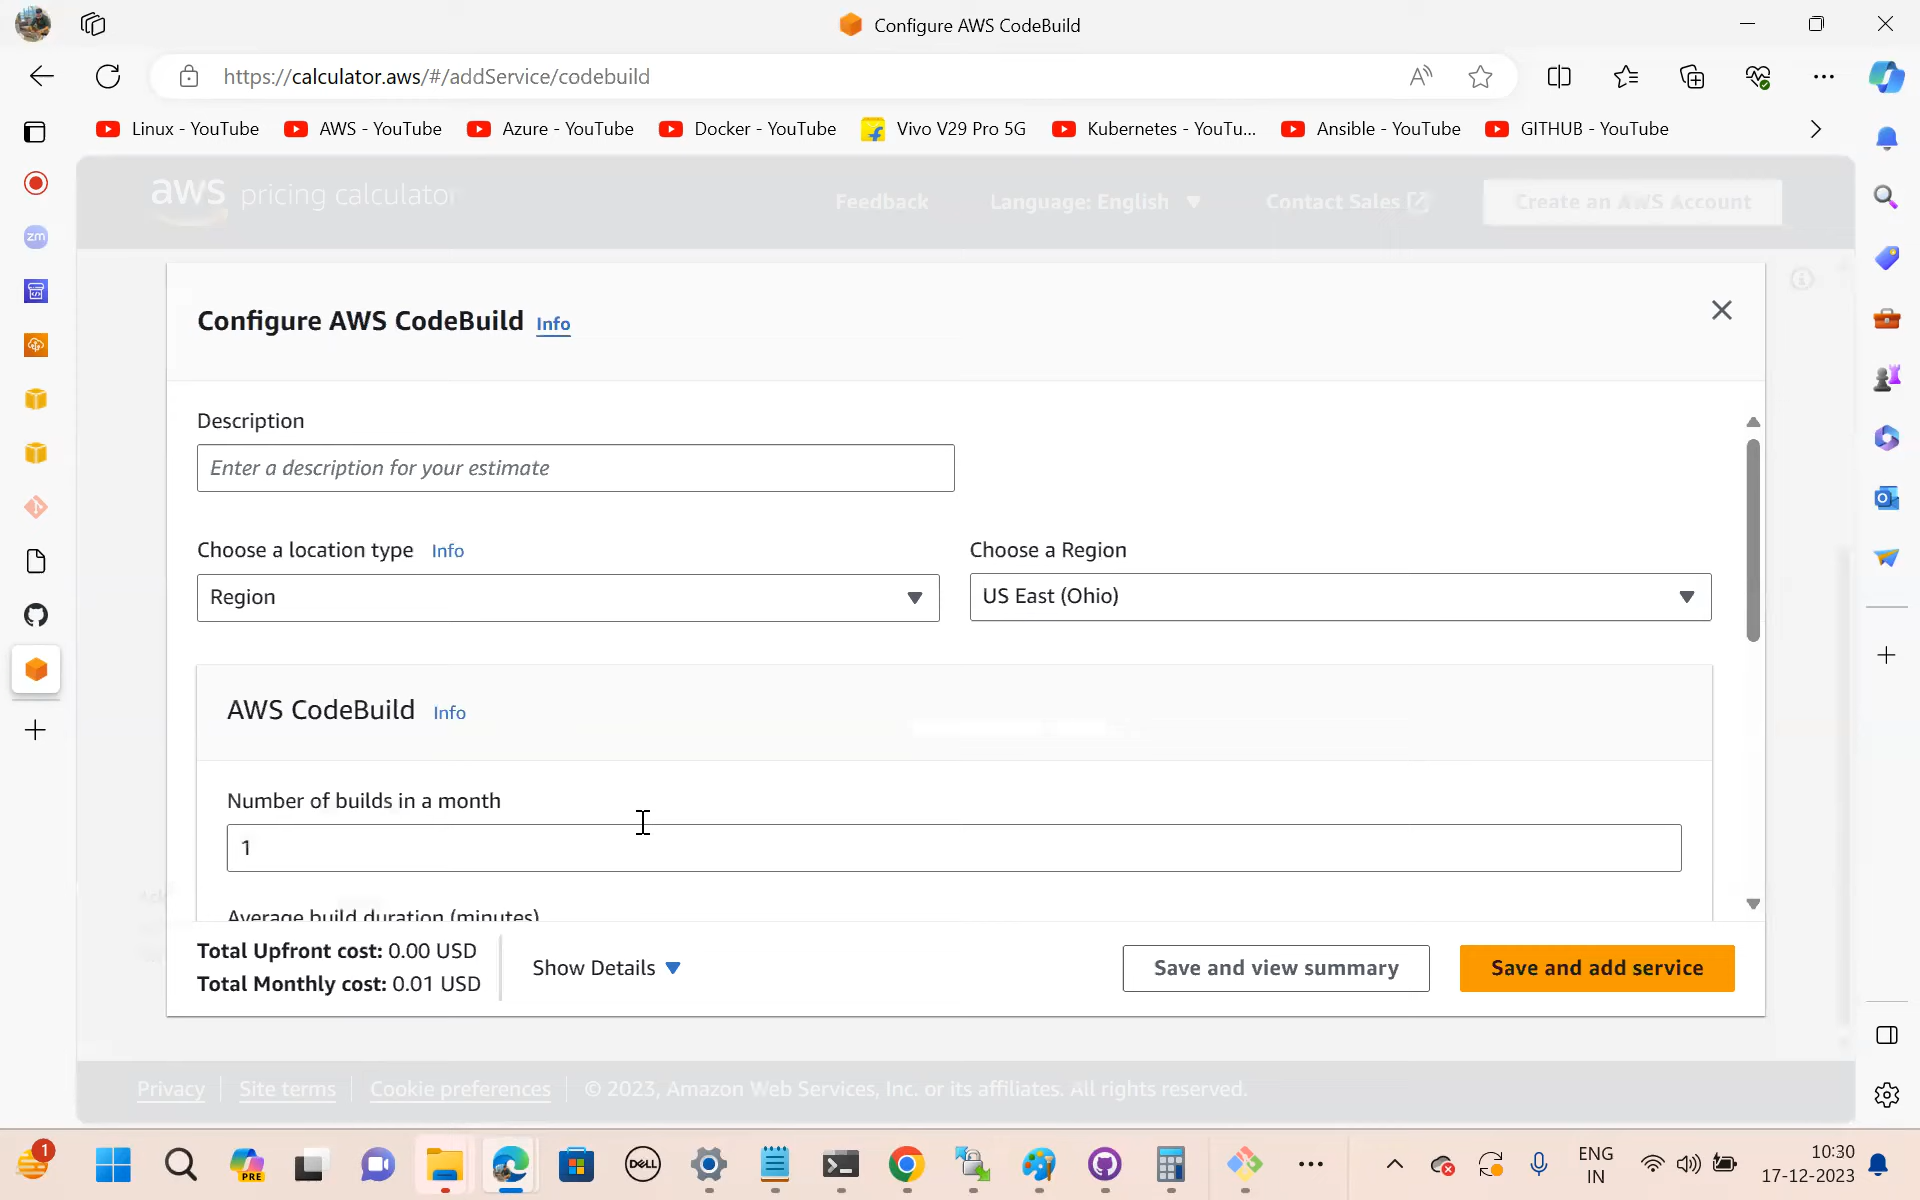 Configure AWS CodeBuild
https://calculator.aws/#/addService/codebuild
Linux - YouTube
AWS - YouTube
Azure - YouTube
Docker - YouTube
Vivo V29 Pro 5G
Kubernetes - YouTu...
Ansible - YouTube
GITHUB - YouTube
aws pricing calculator
Feedback
Language: English
Contact Sales
Create an AWS Account
zm
Configure AWS CodeBuild Info
Description
Enter a description for your estimate
Choose a location type Info
Choose a Region
Region
US East (Ohio)
AWS CodeBuild Info
Number of builds in a month
1
Average build duration (minutes)
Total Upfront cost: 0.00 USD
Total Monthly cost: 0.01 USD
Show Details
Save and view summary
Save and add service
Privacy
Site terms
Cookie preferences
© 2023, Amazon Web Services, Inc. or its affiliates. All rights reserved.
1
PRE
DELL
ENG
IN
10:30
17-12-2023